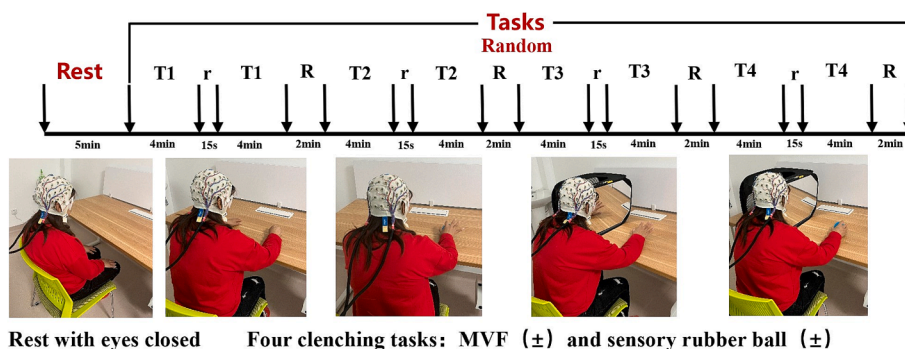 Tasks
Random
Rest T1 r T1 R T2 r T2 R T3 r T3 R T4 r T4 R
5min 4min 15s 4min 2min 4min 15s 4min 2min 4min 15s 4min 2min 4min 15s 4min 2min
Rest with eyes closed Four clenching tasks: MVF (±) and sensory rubber ball (±)